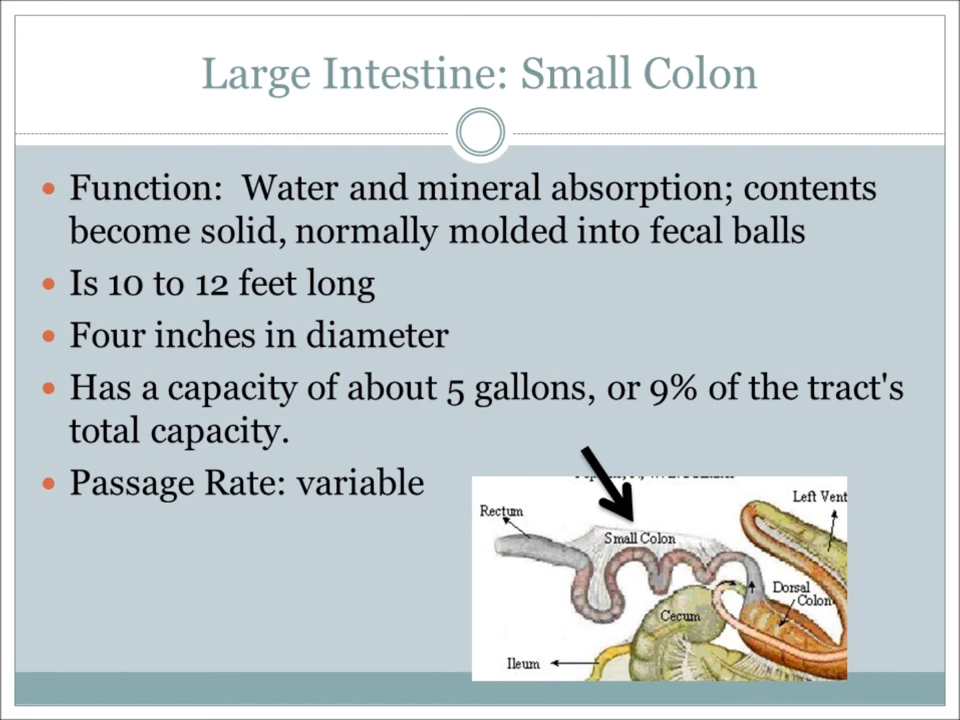 Large Intestine: Small Colon
• Function: Water and mineral absorption; contents
become solid, normally molded into fecal balls
• Is 10 to 12 feet long
• Four inches in diameter
• Has a capacity of about 5 gallons, or 9% of the tract's
total capacity.
• Passage Rate: variable
Left Vent
Rectum
Small Colon
Dorsal
Colon
Cecum
Ileum